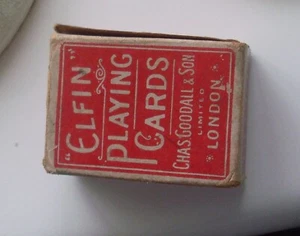 "ELFIN"
PLAYING
CARDS
CHAS GOODALL & SON
LIMITED
LONDON.